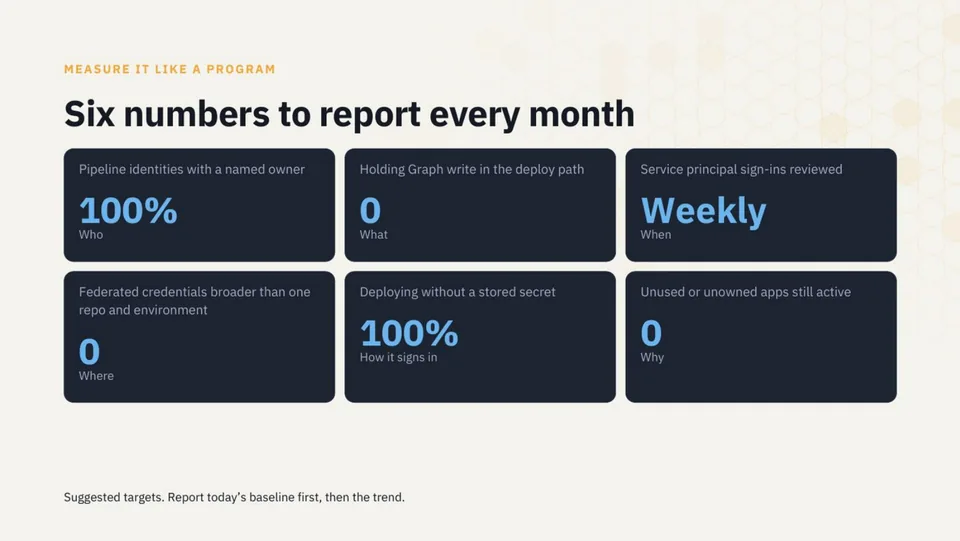 MEASURE IT LIKE A PROGRAM
Six numbers to report every month
Pipeline identities with a named owner
100%
Who
Holding Graph write in the deploy path
0
What
Service principal sign-ins reviewed
Weekly
When
Federated credentials broader than one
repo and environment
0
Where
Deploying without a stored secret
100%
How it signs in
Unused or unowned apps still active
0
Why
Suggested targets. Report today’s baseline first, then the trend.